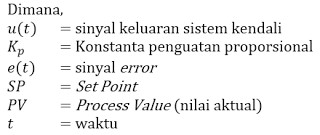 Dimana,
u(t) = sinyal keluaran sistem kendali
Kp = Konstanta penguatan proporsional
e(t) = sinyal error
SP = Set Point
PV = Process Value (nilai aktual)
t = waktu